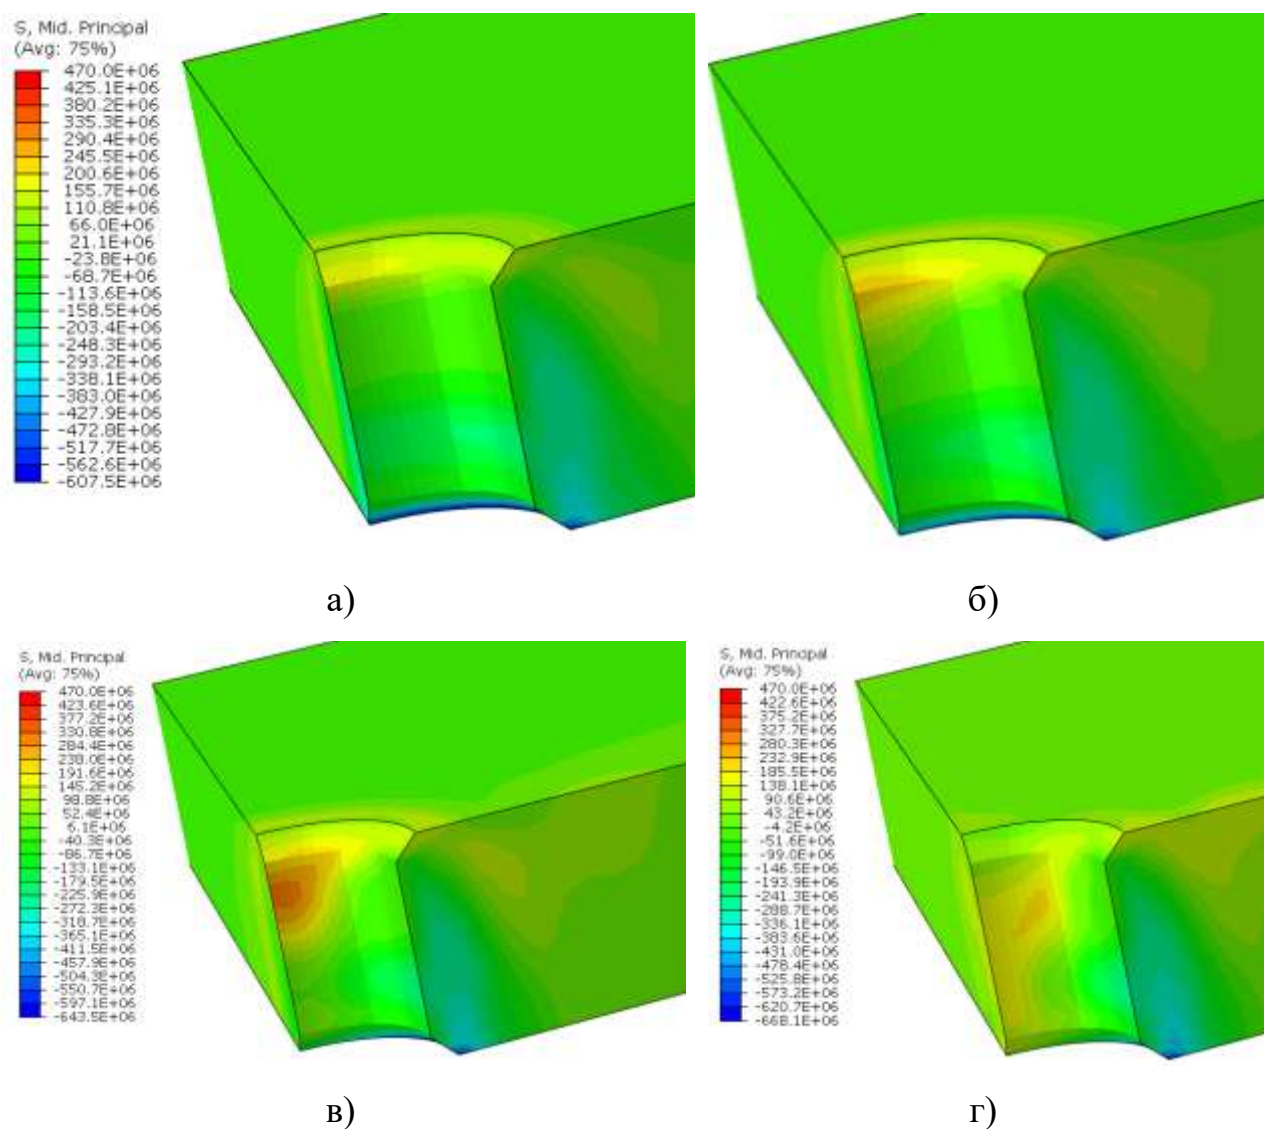 S, Mid. Principal
(Avg: 75%)
470.0E+06
425.1E+06
380.2E+06
335.3E+06
290.4E+06
245.5E+06
200.6E+06
155.7E+06
110.8E+06
66.0E+06
21.1E+06
-23.8E+06
-68.7E+06
-113.6E+06
-158.5E+06
-203.4E+06
-248.3E+06
-293.2E+06
-338.1E+06
-383.0E+06
-427.9E+06
-472.8E+06
-517.7E+06
-562.6E+06
-607.5E+06
а)
б)
S, Mid. Principal
(Avg: 75%)
470.0E+06
423.6E+06
377.2E+06
330.8E+06
284.4E+06
238.0E+06
191.6E+06
145.2E+06
98.8E+06
52.4E+06
6.1E+06
-40.3E+06
-86.7E+06
-133.1E+06
-179.5E+06
-225.9E+06
-272.3E+06
-318.7E+06
-365.1E+06
-411.5E+06
-457.9E+06
-504.3E+06
-550.7E+06
-597.1E+06
-643.5E+06
S, Mid. Principal
(Avg: 75%)
470.0E+06
422.6E+06
375.2E+06
327.7E+06
280.3E+06
232.9E+06
185.5E+06
138.1E+06
90.6E+06
43.2E+06
-4.2E+06
-51.6E+06
-99.0E+06
-146.5E+06
-193.9E+06
-241.3E+06
-288.7E+06
-336.1E+06
-383.6E+06
-431.0E+06
-478.4E+06
-525.8E+06
-573.2E+06
-620.7E+06
-668.1E+06
в)
г)